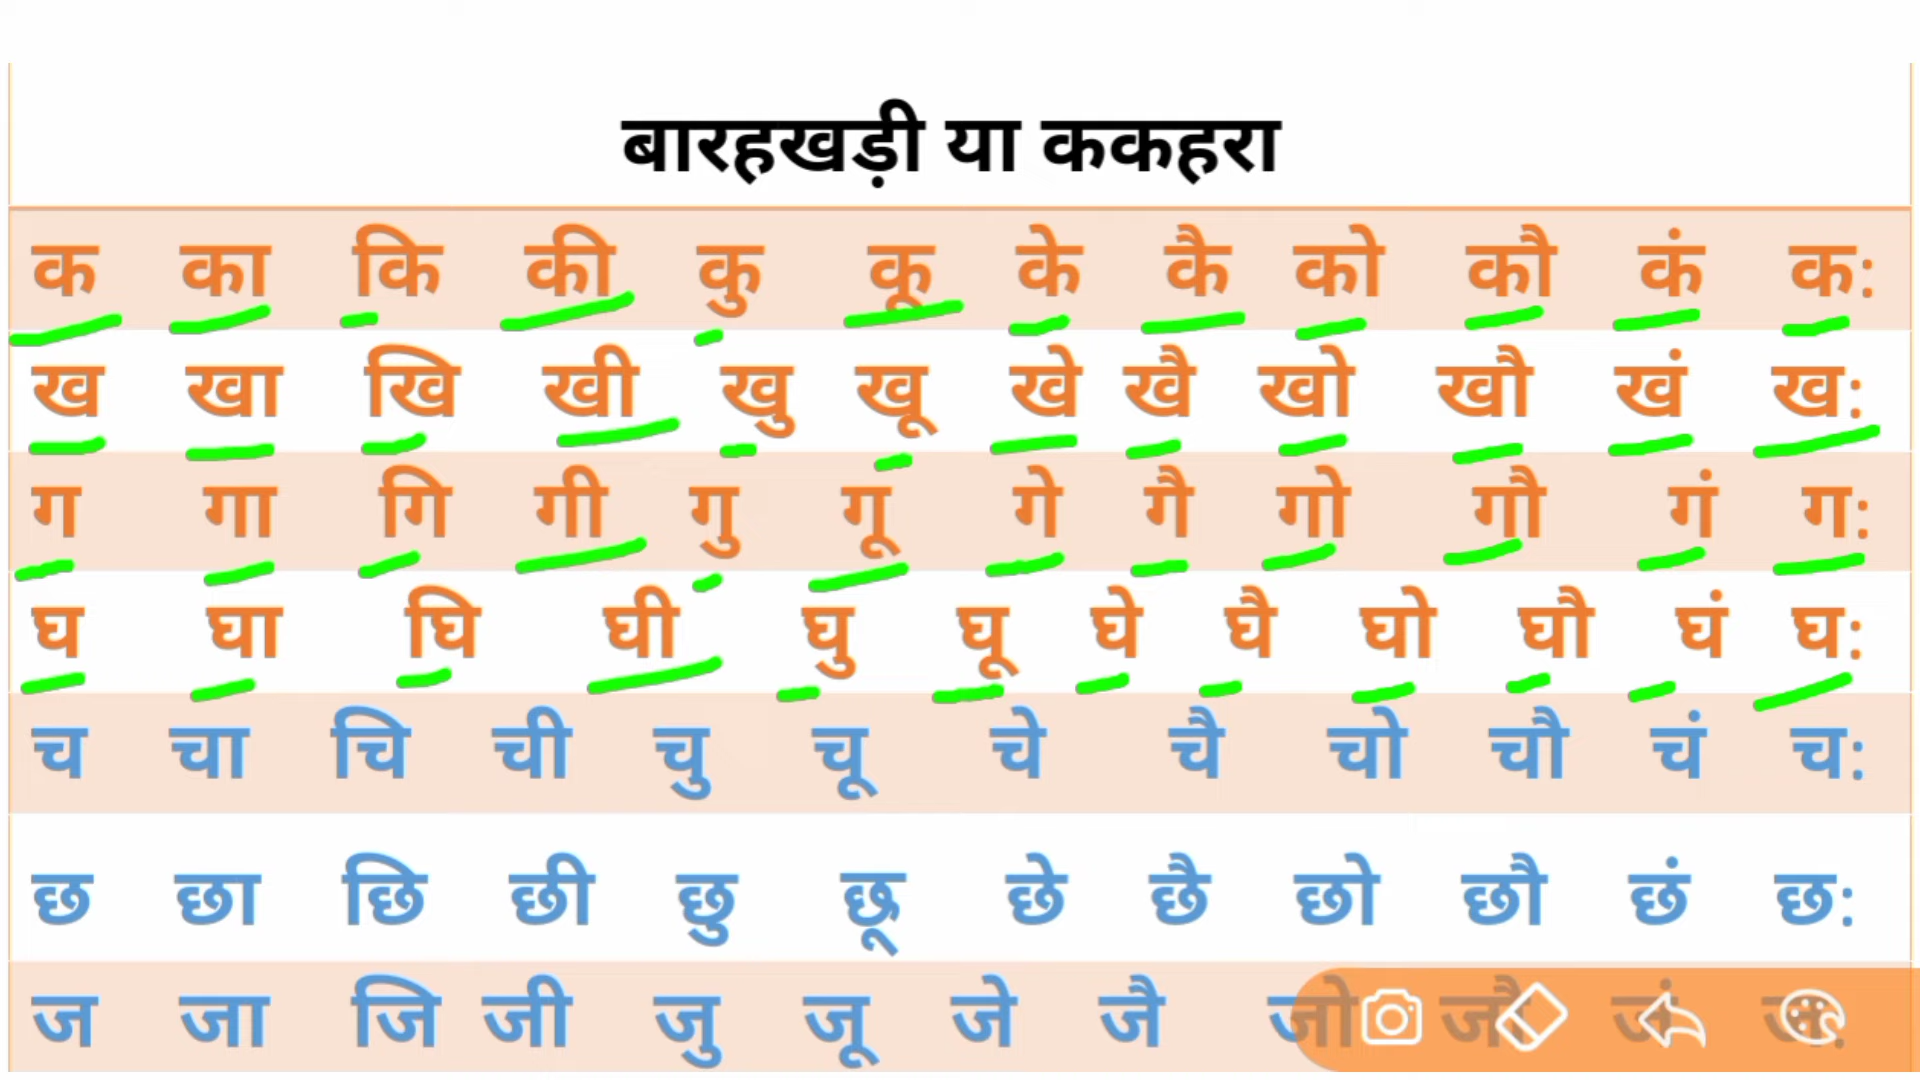 बारहखड़ी या ककहरा
क का कि की कु कू के कै को कौ कं क:
ख खा खि खी खु खू खे खै खो खौ खं ख:
ग गा गि गी गु गू गे गै गो गौ गं ग:
घ घा घि घी घु घू घे घै घो घौ घं घ:
च चा चि ची चु चू चे चै चो चौ चं च:
छ छा छि छी छु छू छे छै छो छौ छं छ:
ज जा जि जी जु जू जे जै जो जौ जं ज: